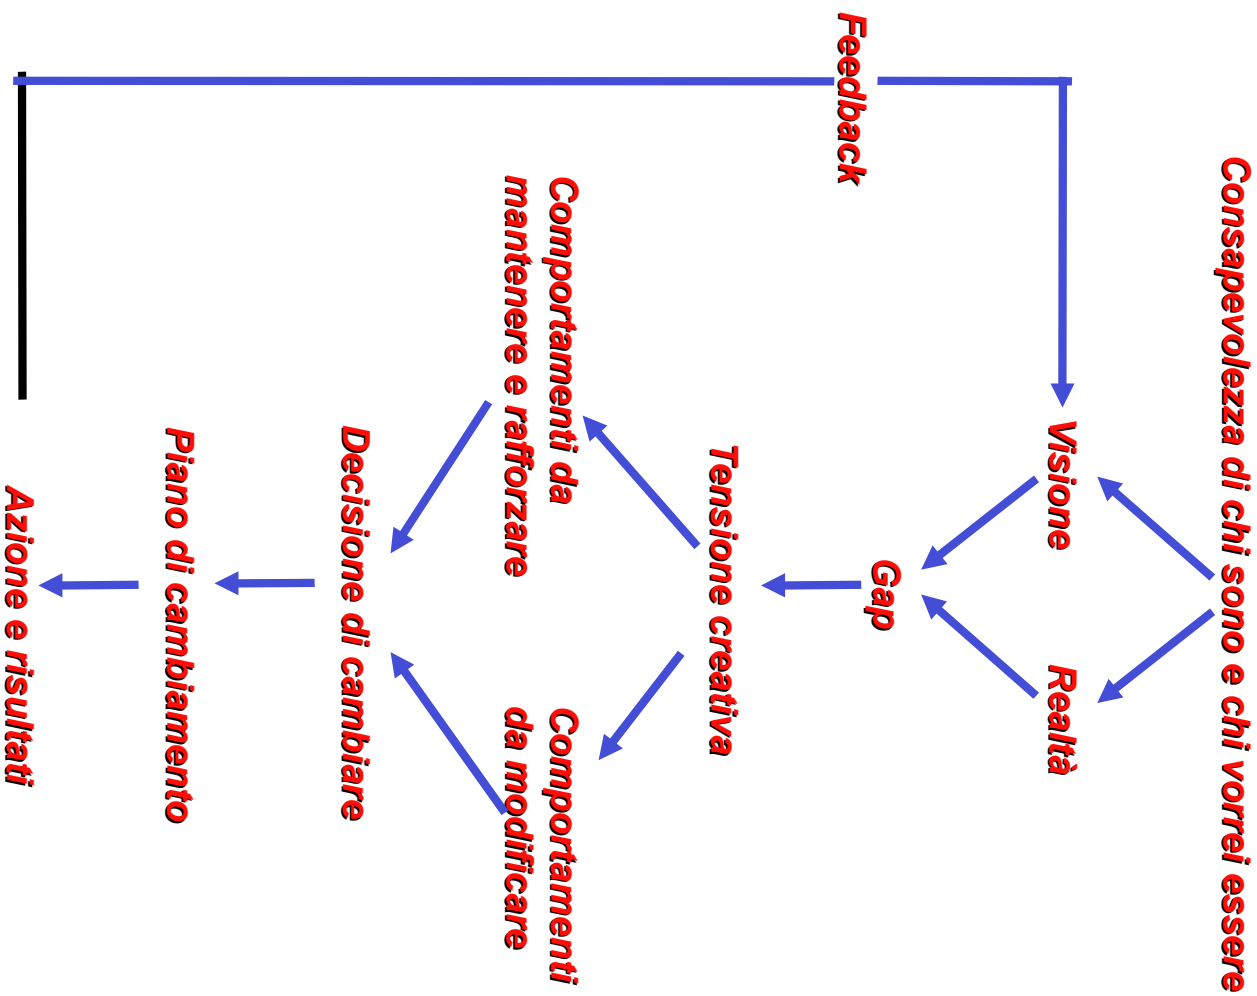 Consapevolezza di chi sono e chi vorrei essere
Visione
Realtà
Feedback
Gap
Tensione creativa
Comportamenti da
mantenere e rafforzare
Comportamenti
da modificare
Decisione di cambiare
Piano di cambiamento
Azione e risultati